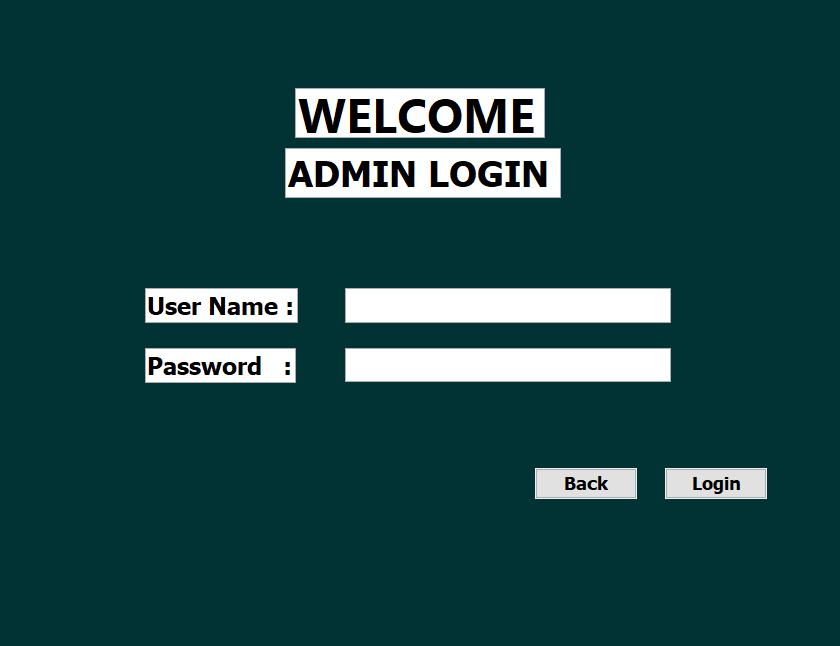 WELCOME
ADMIN LOGIN
User Name :
Password :
Back Login